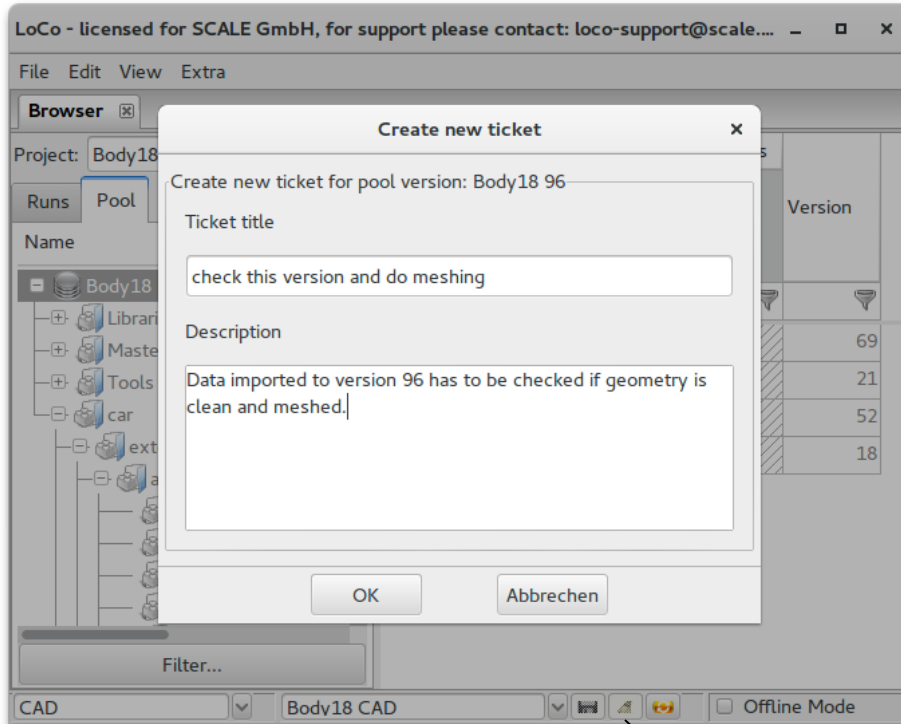 LoCo - licensed for SCALE GmbH, for support please contact: loco-support@scale....
File Edit View Extra
Browser
Project: Body18
Runs Pool
Name
Version
Create new ticket
Create new ticket for pool version: Body18 96
Ticket title
check this version and do meshing
Description
Data imported to version 96 has to be checked if geometry is
clean and meshed.
OK Abbrechen
Body18
Librari
Maste
Tools
car
ext
a
69
21
52
18
Filter...
CAD Body18 CAD Offline Mode